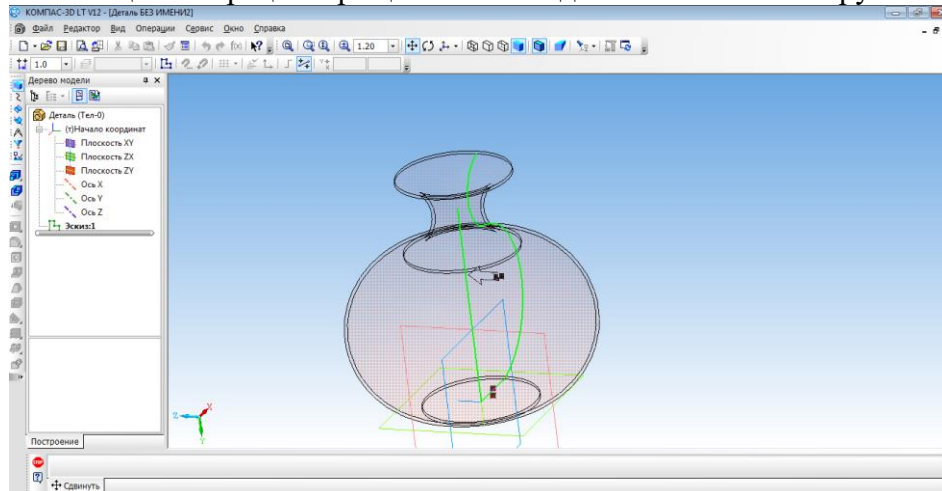 КОМПАС-3D LT V12 - [Деталь БЕЗ ИМЕНИ2]
Файл Редактор Вид Операции Сервис Окно Справка
1.20
1.0
Дерево модели
Деталь (Тел-0)
(т)Начало координат
Плоскость XY
Плоскость ZX
Плоскость ZY
Ось X
Ось Y
Ось Z
Эскиз:1
Z X
Y
Построение
STOP
Сдвинуть